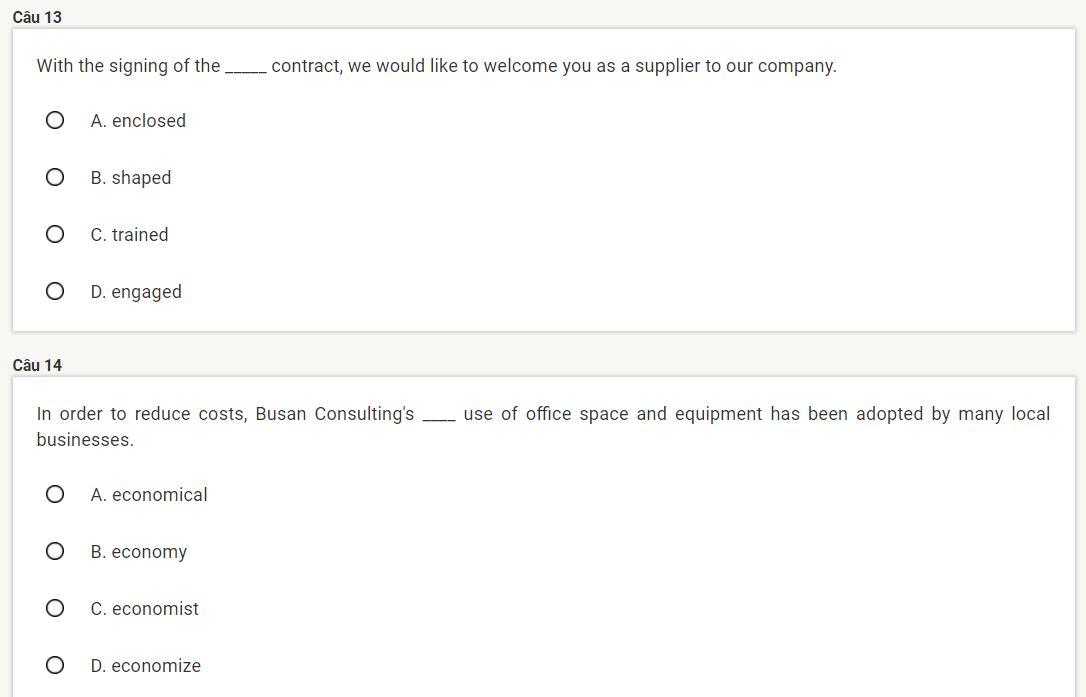 Câu 13
With the signing of the _____ contract, we would like to welcome you as a supplier to our company.
A. enclosed
B. shaped
C. trained
D. engaged
Câu 14
In order to reduce costs, Busan Consulting's ____ use of office space and equipment has been adopted by many local
businesses.
A. economical
B. economy
C. economist
D. economize